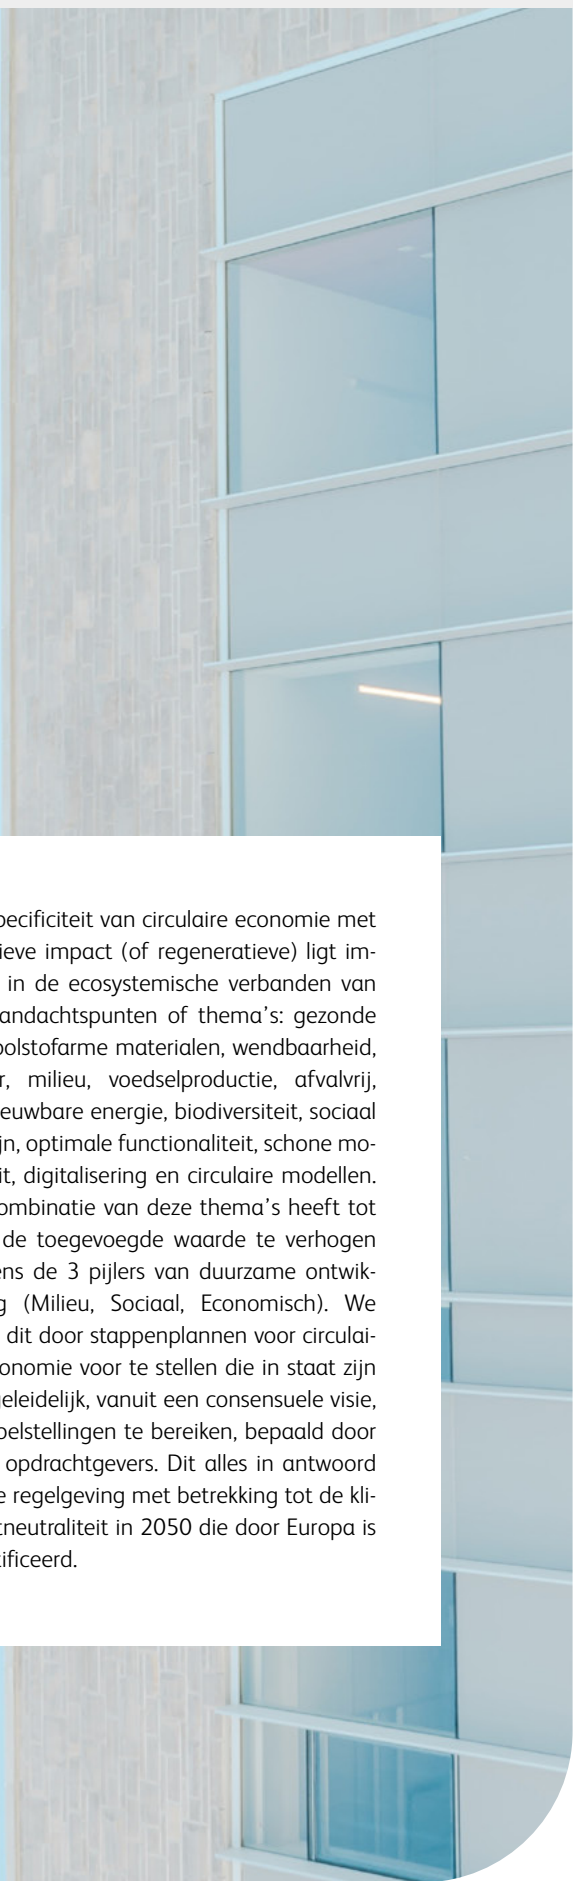 pecificiteit van circulaire economie met
ieve impact (of regeneratieve) ligt im-
in de ecosystemische verbanden van
andachtspunten of thema's: gezonde
oolstofarme materialen, wendbaarheid,
r, milieu, voedselproductie, afvalvrij,
euwbare energie, biodiversiteit, sociaal
jn, optimale functionaliteit, schone mo-
it, digitalisering en circulaire modellen.
ombinatie van deze thema's heeft tot
de toegevoegde waarde te verhogen
ens de 3 pijlers van duurzame ontwik-
g (Milieu, Sociaal, Economisch). We
dit door stappenplannen voor circulai-
onomie voor te stellen die in staat zijn
geleidelijk, vanuit een consensuele visie,
oelstellingen te bereiken, bepaald door
opdrachtgevers. Dit alles in antwoord
e regelgeving met betrekking tot de kli-
tneutraliteit in 2050 die door Europa is
ificeerd.